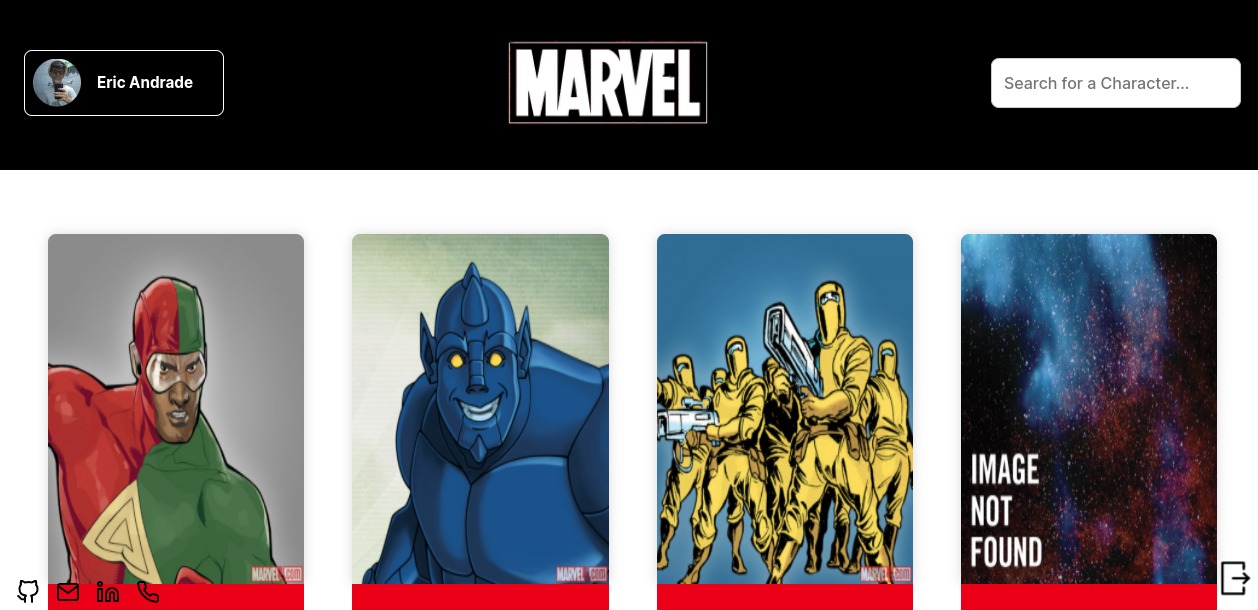 Eric Andrade
MARVEL
Search for a Character...
MARVEL.com
MARVEL.com
MARVEL.com
IMAGE
NOT
FOUND